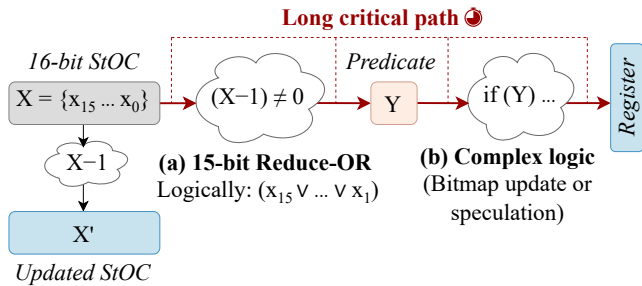 Long critical path
16-bit StOC
Predicate
X = {x15 ... x0}
(X−1) ≠ 0
Y
if (Y) ...
Register
X−1
(a) 15-bit Reduce-OR
Logically: (x15 ∨ ... ∨ x1)
(b) Complex logic
(Bitmap update or
speculation)
X'
Updated StOC